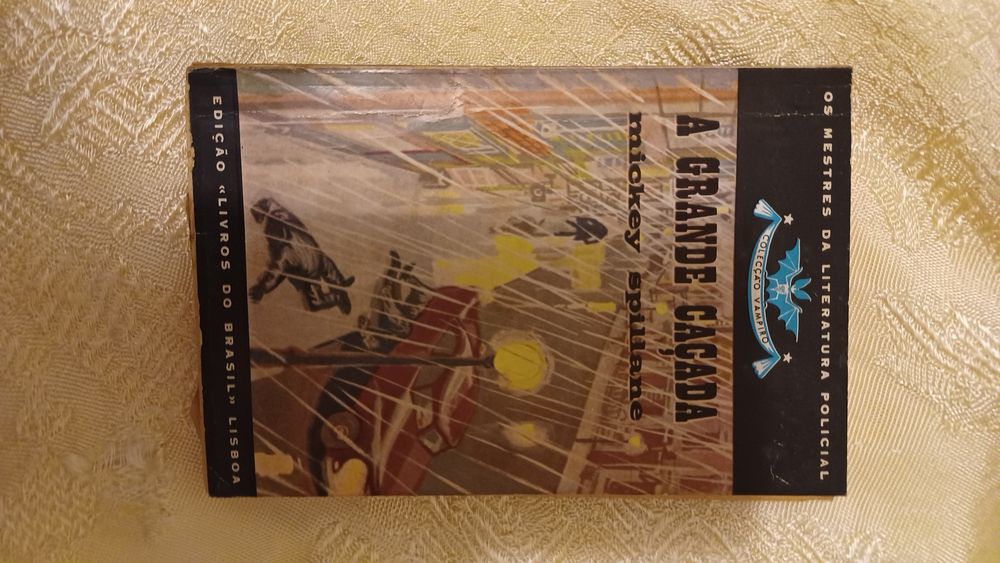 OS MESTRES DA LITERATURA POLICIAL
COLECÇÃO VAMPIRO
A GRANDE CAÇADA
mickey spillane
EDIÇÃO «LIVROS DO BRASIL» LISBOA